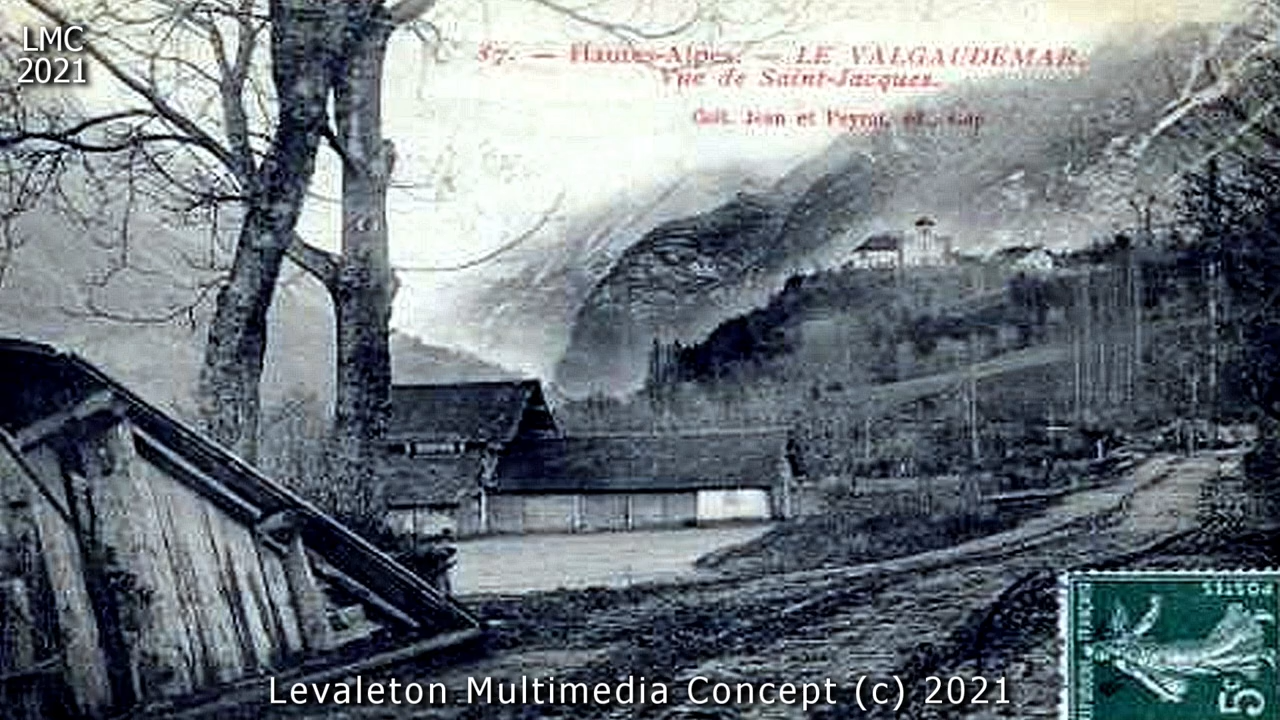 LMC
2021
87. — Hautes-Alpes. — LE VALGAUDEMAR.
Vue de Saint-Jacques.
Jean et Peyrot, éd., Gap
POSTES
5
Levaleton Multimedia Concept (c) 2021